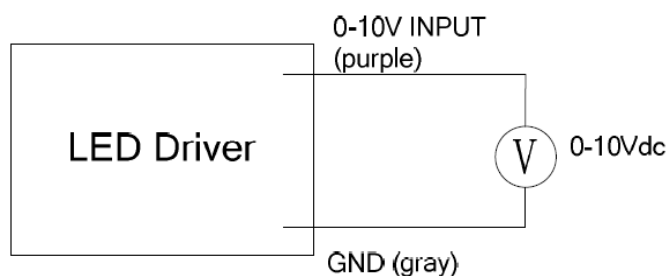 0-10V INPUT
(purple)
LED Driver
V
0-10Vdc
GND (gray)